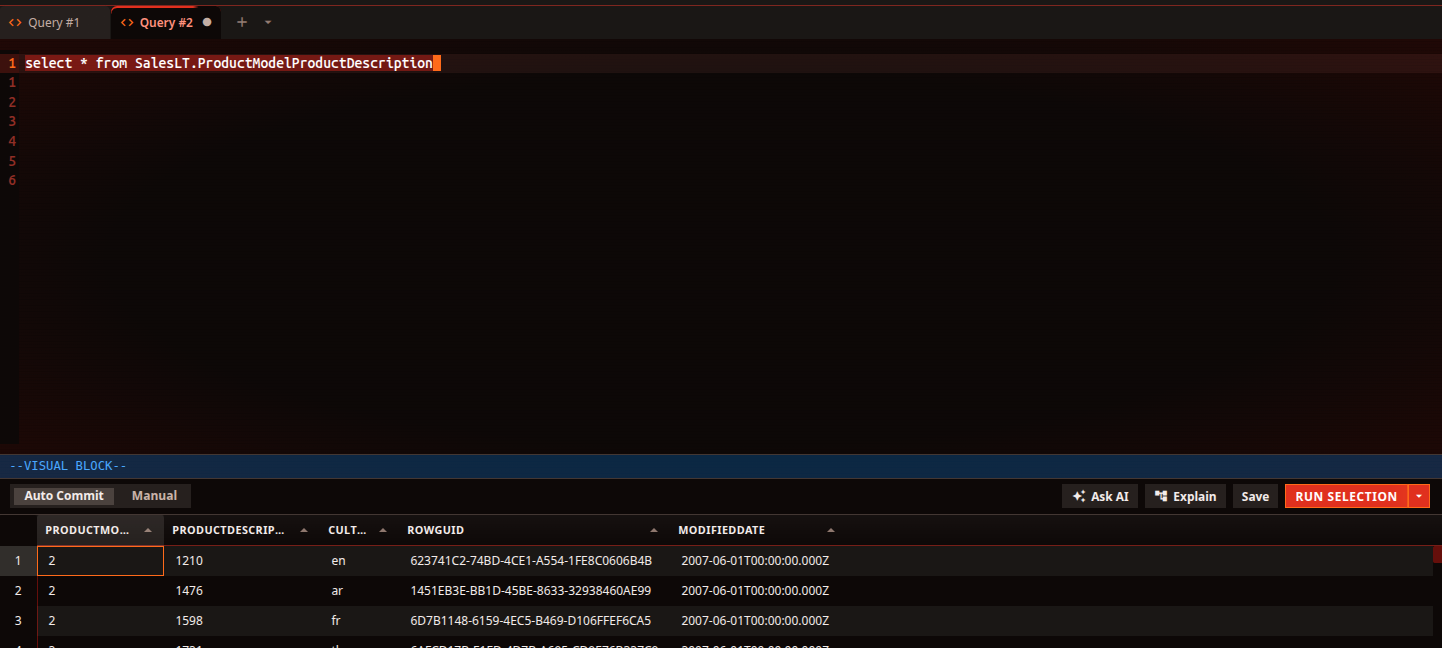 Query #1 Query #2
1 select * from SalesLT.ProductModelProductDescription
1
2
3
4
5
6
--VISUAL BLOCK--
Auto Commit Manual Ask AI Explain Save RUN SELECTION
PRODUCTMO... PRODUCTDESCRIP... CULT... ROWGUID MODIFIEDDATE
1 2 1210 en 623741C2-74BD-4CE1-A554-1FE8C0606B4B 2007-06-01T00:00:00.000Z
2 2 1476 ar 1451EB3E-BB1D-45BE-8633-32938460AE99 2007-06-01T00:00:00.000Z
3 2 1598 fr 6D7B1148-6159-4EC5-B469-D106FFEF6CA5 2007-06-01T00:00:00.000Z